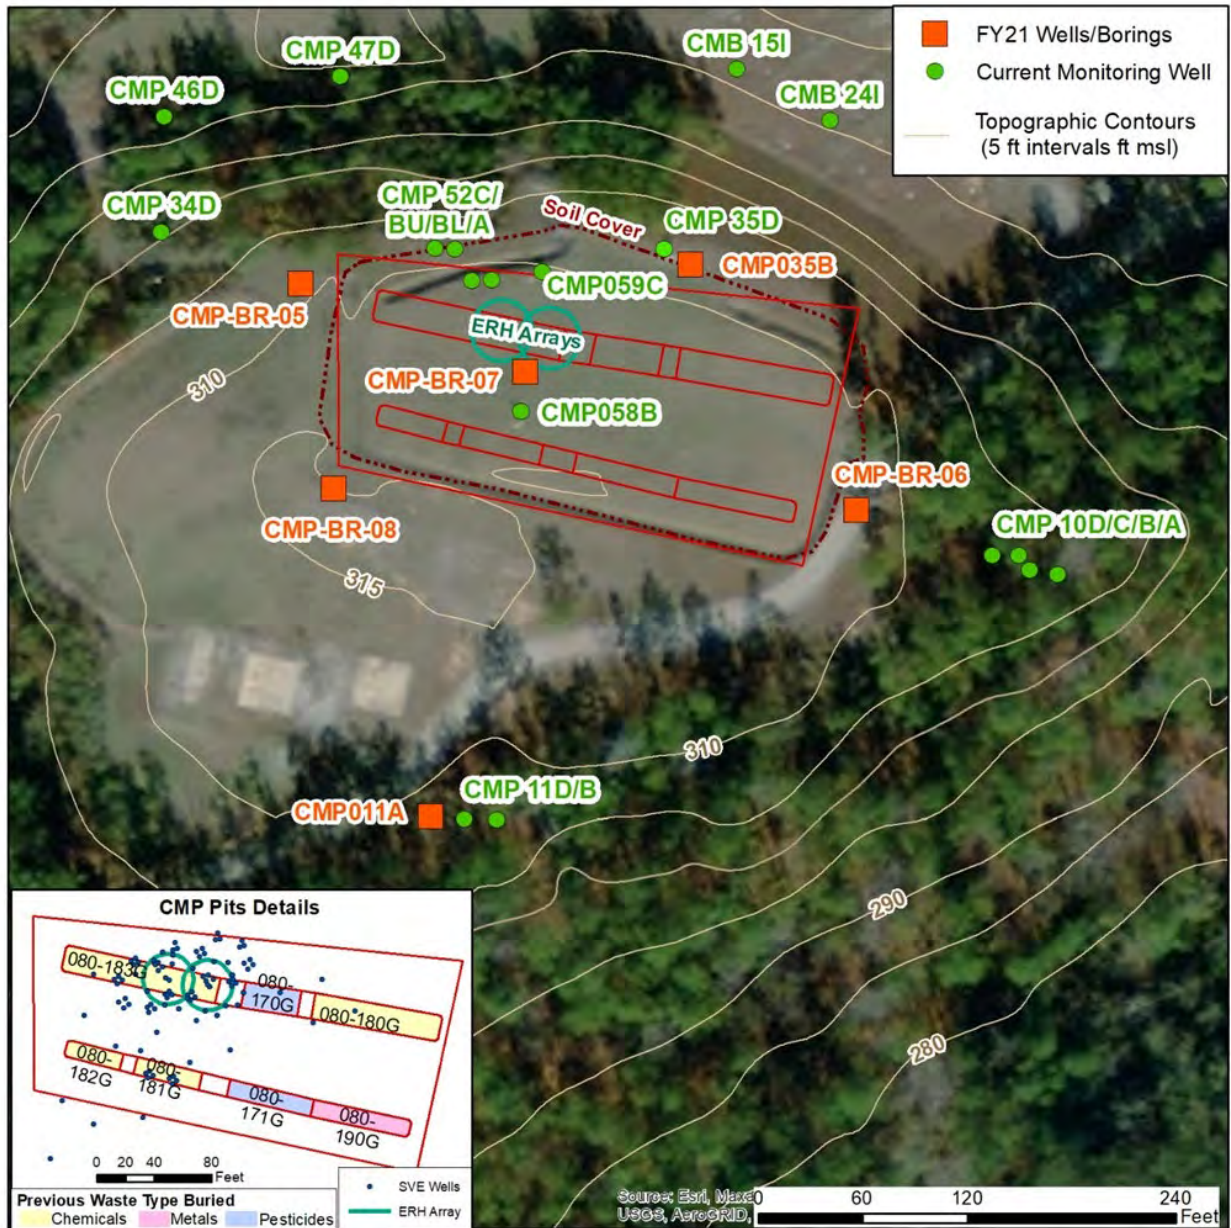 FY21 Wells/Borings
Current Monitoring Well
Topographic Contours
(5 ft intervals ft msl)
CMP 47D
CMP 46D
CMB 15I
CMB 24I
CMP 34D
CMP 52C/
BU/BL/A
Soil Cover
CMP 35D
CMP035B
CMP-BR-05
CMP059C
ERH Arrays
310
CMP-BR-07
CMP058B
CMP-BR-06
CMP-BR-08
CMP 10D/C/B/A
315
310
CMP011A
CMP 11D/B
290
280
CMP Pits Details
080-183G
080-
170G
080-180G
080-
182G
080-
181G
080-
171G
080-
190G
0 20 40 80
Feet
SVE Wells
ERH Array
Previous Waste Type Buried
Chemicals Metals Pesticides
Source: Esri, Maxa
USGS, AeroGRID,
0 60 120 240
Feet